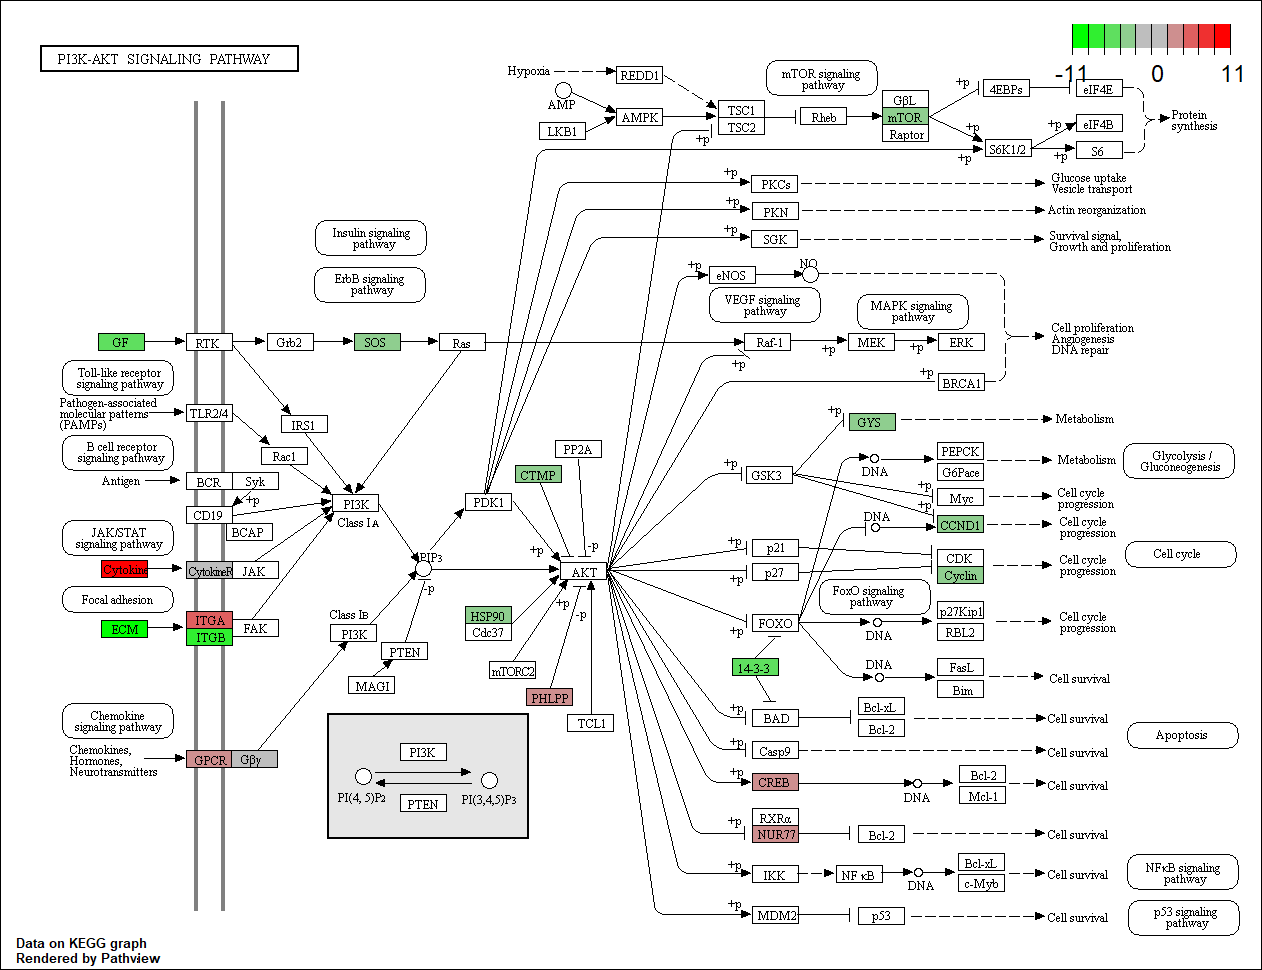 PI3K-AKT SIGNALING PATHWAY
-11
0
11
Hypoxia
REDD1
mTOR signaling
pathway
+p
4EBPs
eIF4E
AMP
GβL
TSC1
AMPK
Rheb
mTOR
Protein
synthesis
LKB1
TSC2
Raptor
+p
+p
+p
eIF4B
+p
S6K1/2
+p
S6
+p
PKCs
Glucose uptake
Vesicle transport
+p
PKN
Actin reorganization
+p
SGK
Survival signal,
Growth and proliferation
Insulin signaling
pathway
ErbB signaling
pathway
+p
eNOS
NO
VEGF signaling
pathway
MAPK signaling
pathway
GF
RTK
Grb2
SOS
Ras
Raf-1
MEK
ERK
+p
+p
+p
Cell proliferation
Angiogenesis
DNA repair
Toll-like receptor
signaling pathway
+p
BRCA1
Pathogen-associated
molecular patterns
(PAMPs)
TLR2/4
IRS1
+p
GYS
Metabolism
B cell receptor
signaling pathway
Rac1
PP2A
PEPCK
DNA
Metabolism
Glycolysis /
Gluconeogenesis
G6Pace
Antigen
BCR
Syk
CTMP
+p
GSK3
+p
PI3K
Class IA
PDK1
Myc
Cell cycle
progression
CD19
BCAP
+p
DNA
CCND1
Cell cycle
progression
JAK/STAT
signaling pathway
+p
-p
+p
p21
CDK
Cell cycle
Cytokine
CytokineR
JAK
PIP3
-p
AKT
+p
p27
Cyclin
Cell cycle
progression
Focal adhesion
FoxO signaling
pathway
ECM
ITGA
ITGB
FAK
Class IB
PI3K
PTEN
MAGI
HSP90
Cdc37
mTORC2
+p
-p
PHLPP
TCL1
+p
FOXO
DNA
p27Kip1
RBL2
Cell cycle
progression
14-3-3
DNA
FasL
Bim
Cell survival
Chemokine
signaling pathway
+p
BAD
Bcl-xL
Bcl-2
Cell survival
Apoptosis
Chemokines,
Hormones,
Neurotransmitters
GPCR
Gβγ
PI3K
PI(4, 5)P2
PI(3,4,5)P3
PTEN
+p
Casp9
Cell survival
+p
CREB
DNA
Bcl-2
Mcl-1
Cell survival
+p
RXRα
NUR77
Bcl-2
Cell survival
+p
IKK
NFκB
DNA
Bcl-xL
c-Myb
Cell survival
NFκB signaling
pathway
+p
MDM2
p53
Cell survival
p53 signaling
pathway
Data on KEGG graph
Rendered by Pathview